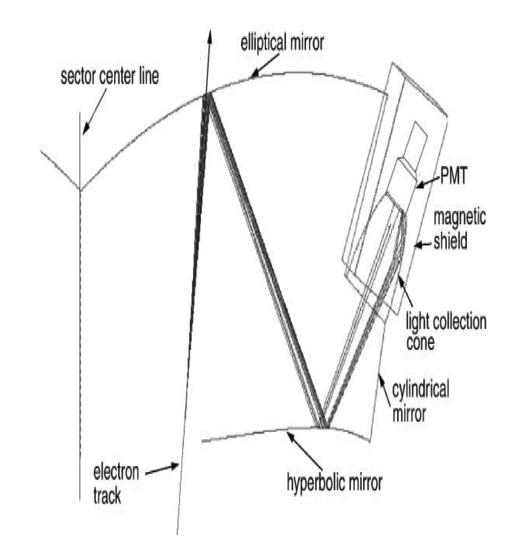 elliptical mirror
sector center line
PMT
magnetic
shield
light collection
cone
cylindrical
mirror
electron
track
hyperbolic mirror